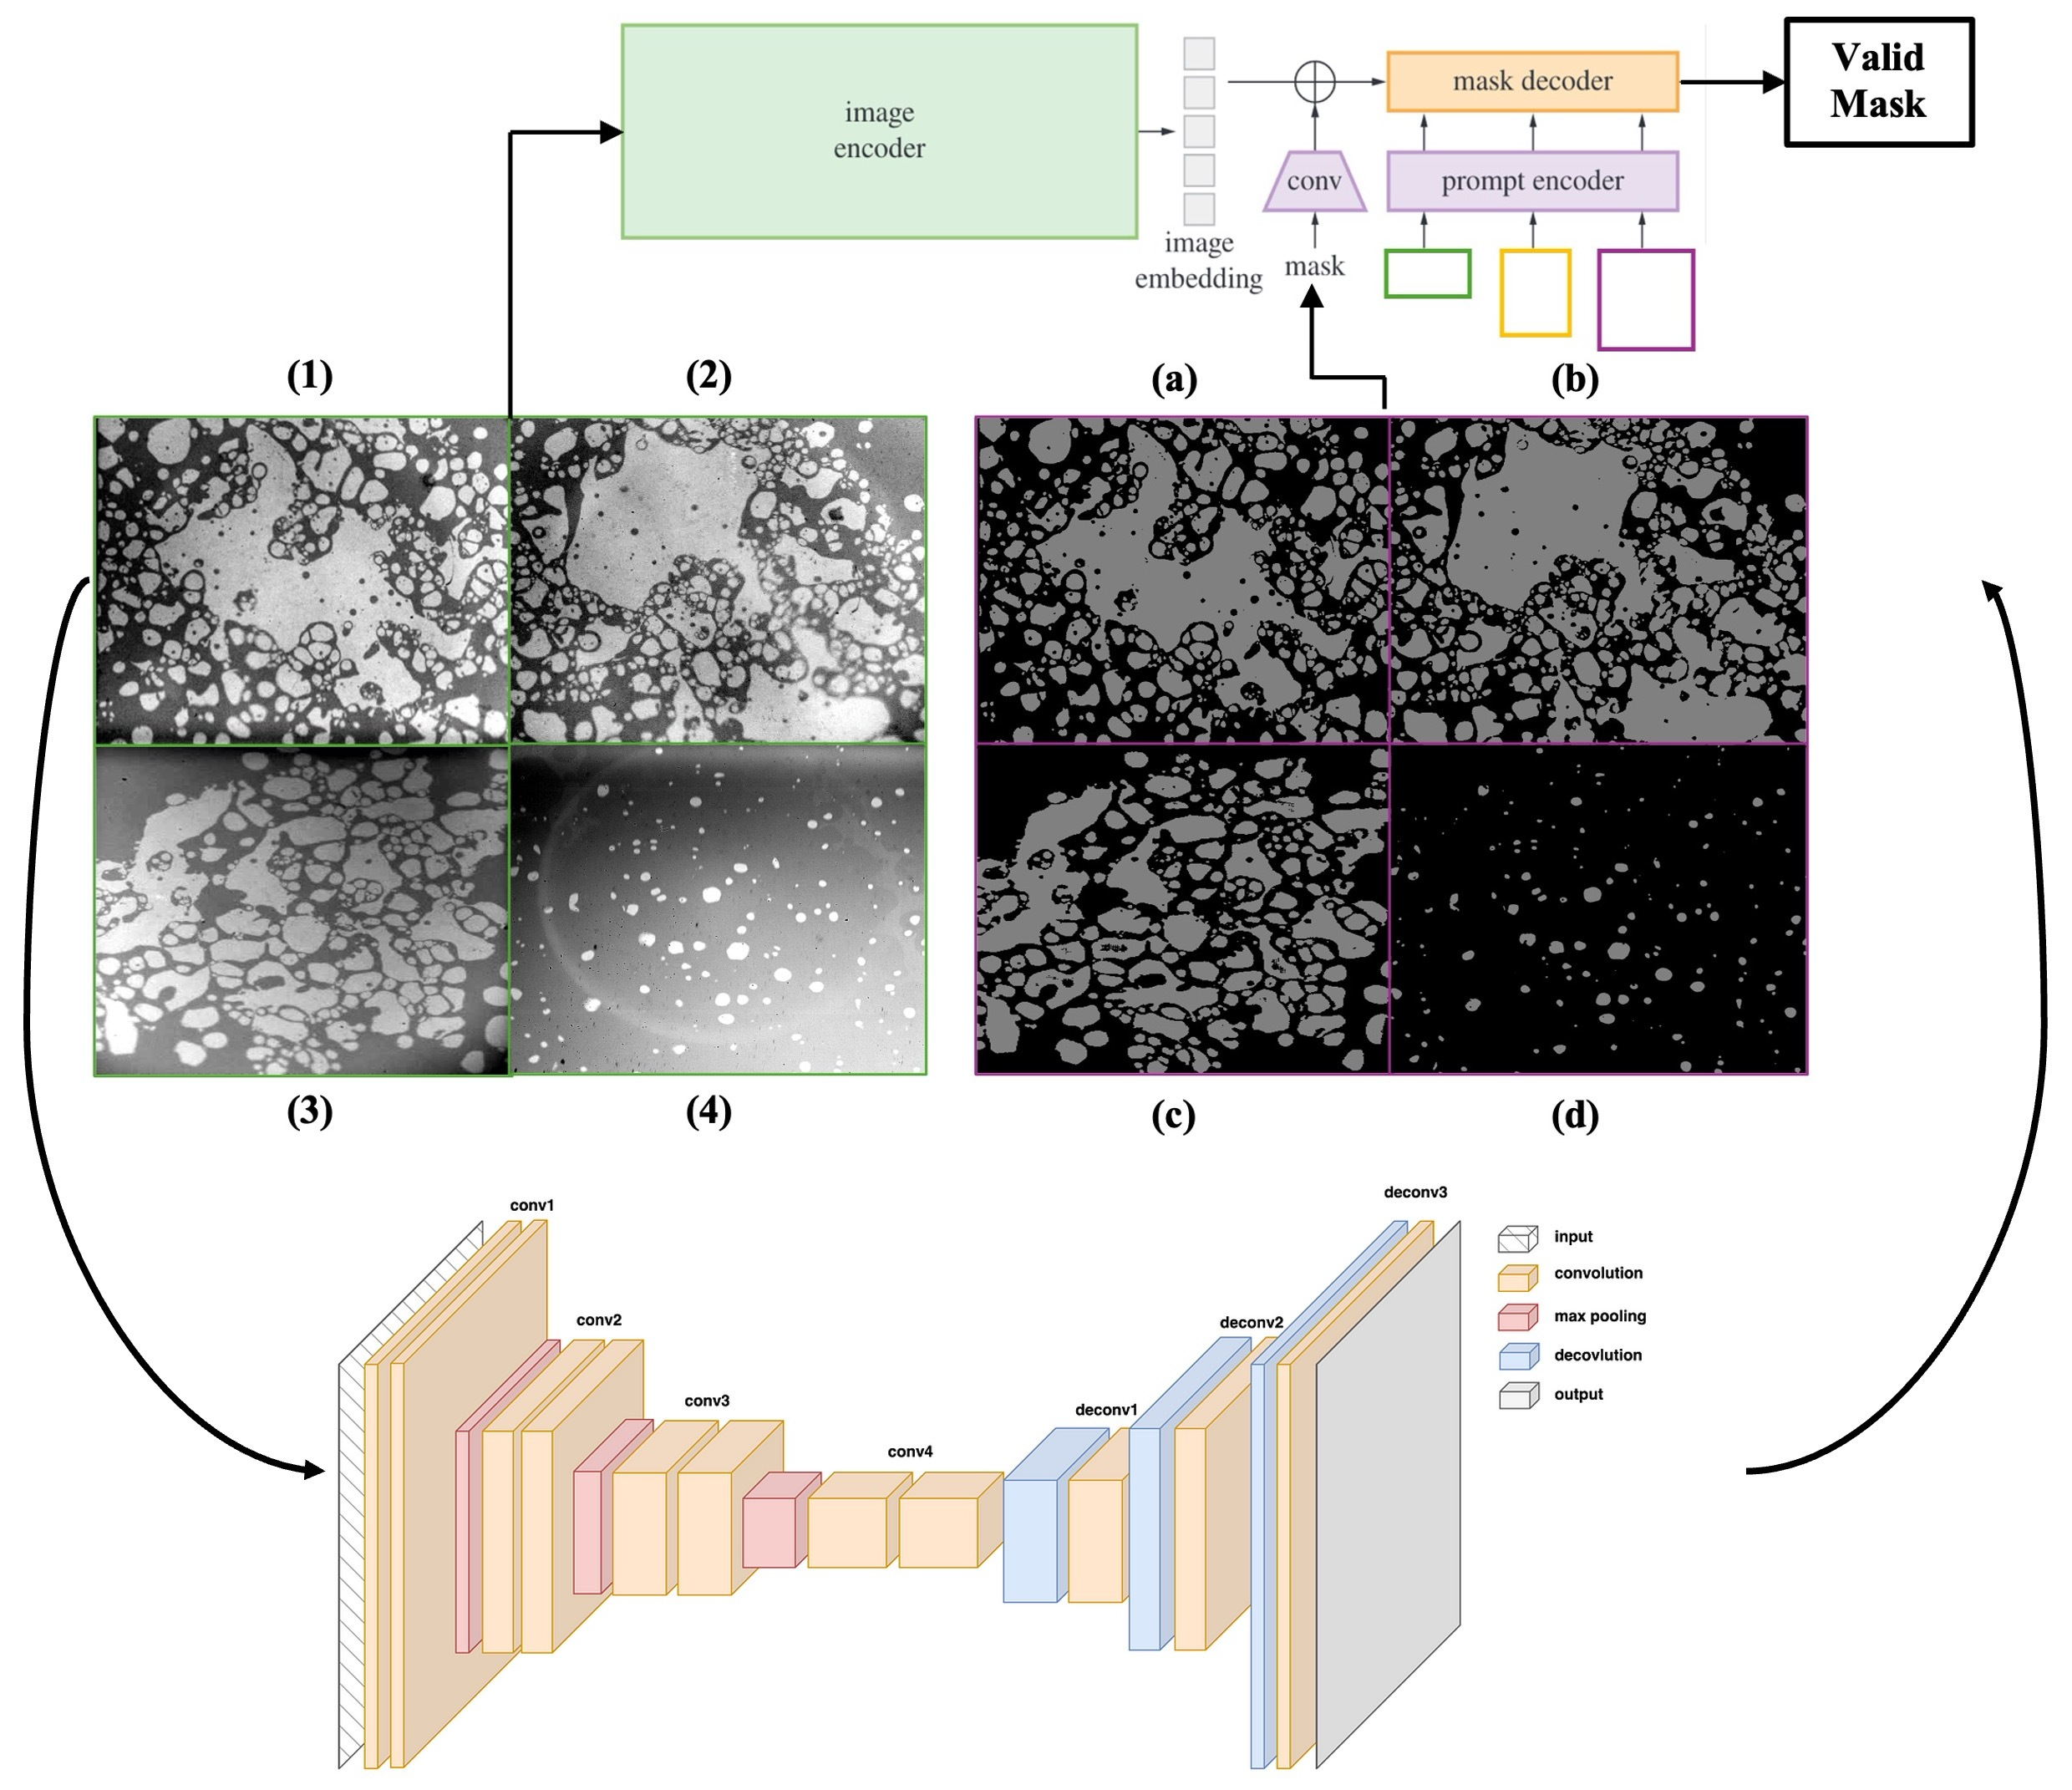 image
encoder
image
embedding
conv
mask
mask decoder
prompt encoder
Valid
Mask
(1)
(2)
(a)
(b)
(3)
(4)
(c)
(d)
conv1
conv2
conv3
conv4
deconv1
deconv2
deconv3
input
convolution
max pooling
decovlution
output